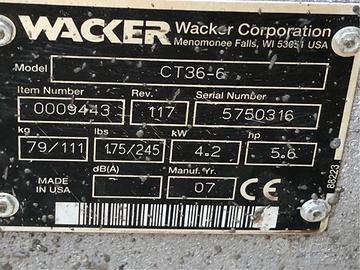 WACKER Wacker Corporation
Menomonee Falls, WI 53051 USA
Model CT36-6
Item Number Rev. Serial Number
0009443 117 5750316
kg lbs kW hp
79/111 175/245 4.2 5.6
MADE IN USA dB(A) Manuf. Yr. 07 CE
88223